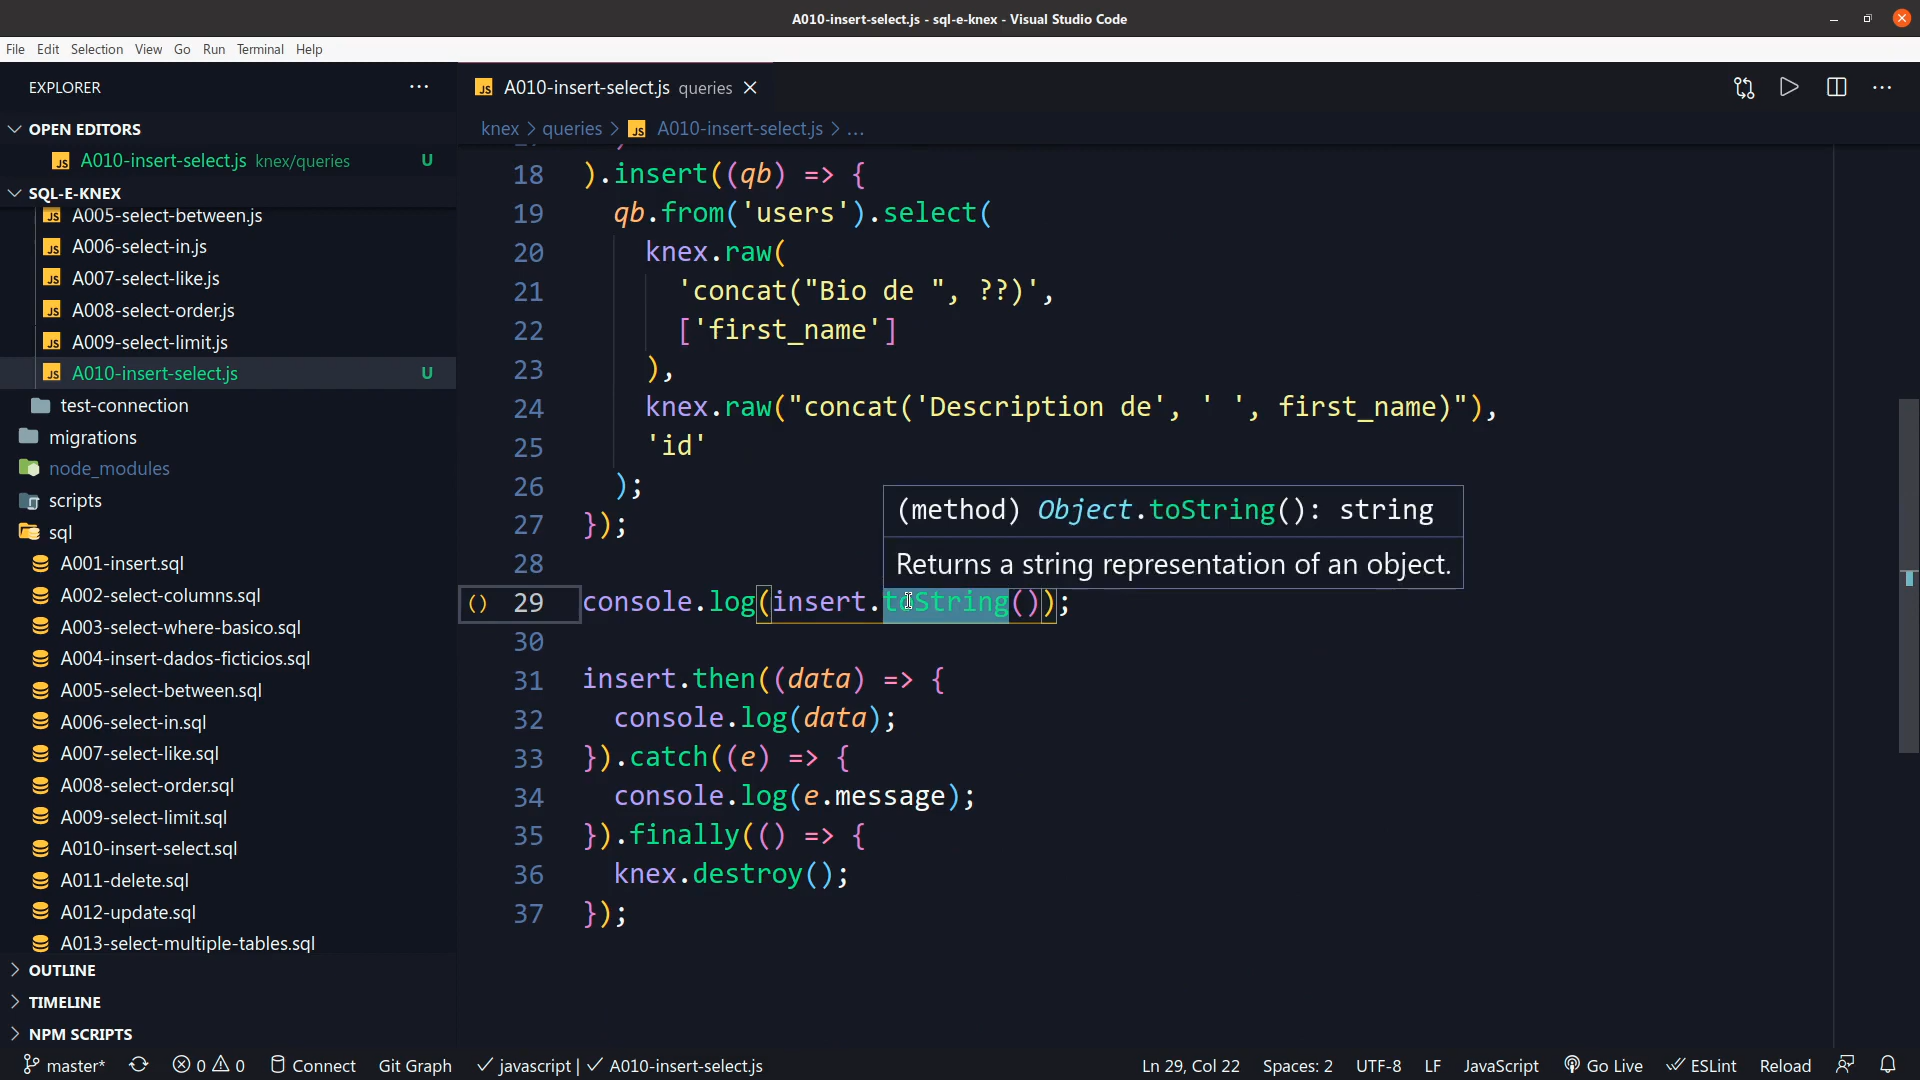 A010-insert-select.js - sql-e-knex - Visual Studio Code
File Edit Selection View Go Run Terminal Help
EXPLORER
OPEN EDITORS
A010-insert-select.js knex/queries U
SQL-E-KNEX
A005-select-between.js
A006-select-in.js
A007-select-like.js
A008-select-order.js
A009-select-limit.js
A010-insert-select.js U
test-connection
migrations
node_modules
scripts
sql
A001-insert.sql
A002-select-columns.sql
A003-select-where-basico.sql
A004-insert-dados-ficticios.sql
A005-select-between.sql
A006-select-in.sql
A007-select-like.sql
A008-select-order.sql
A009-select-limit.sql
A010-insert-select.sql
A011-delete.sql
A012-update.sql
A013-select-multiple-tables.sql
OUTLINE
TIMELINE
NPM SCRIPTS
A010-insert-select.js queries
knex > queries > JS A010-insert-select.js > ...
18 ).insert((qb) => {
19 qb.from('users').select(
20 knex.raw(
21 'concat("Bio de ", ??)',
22 ['first_name']
23 ),
24 knex.raw("concat('Description de', ' ', first_name)"),
25 'id'
26 );
27 });
28
(method) Object.toString(): string
Returns a string representation of an object.
29 console.log(insert.toString());
30
31 insert.then((data) => {
32 console.log(data);
33 }).catch((e) => {
34 console.log(e.message);
35 }).finally(() => {
36 knex.destroy();
37 });
master* 0 0 Connect Git Graph javascript | A010-insert-select.js Ln 29, Col 22 Spaces: 2 UTF-8 LF JavaScript Go Live ESLint Reload